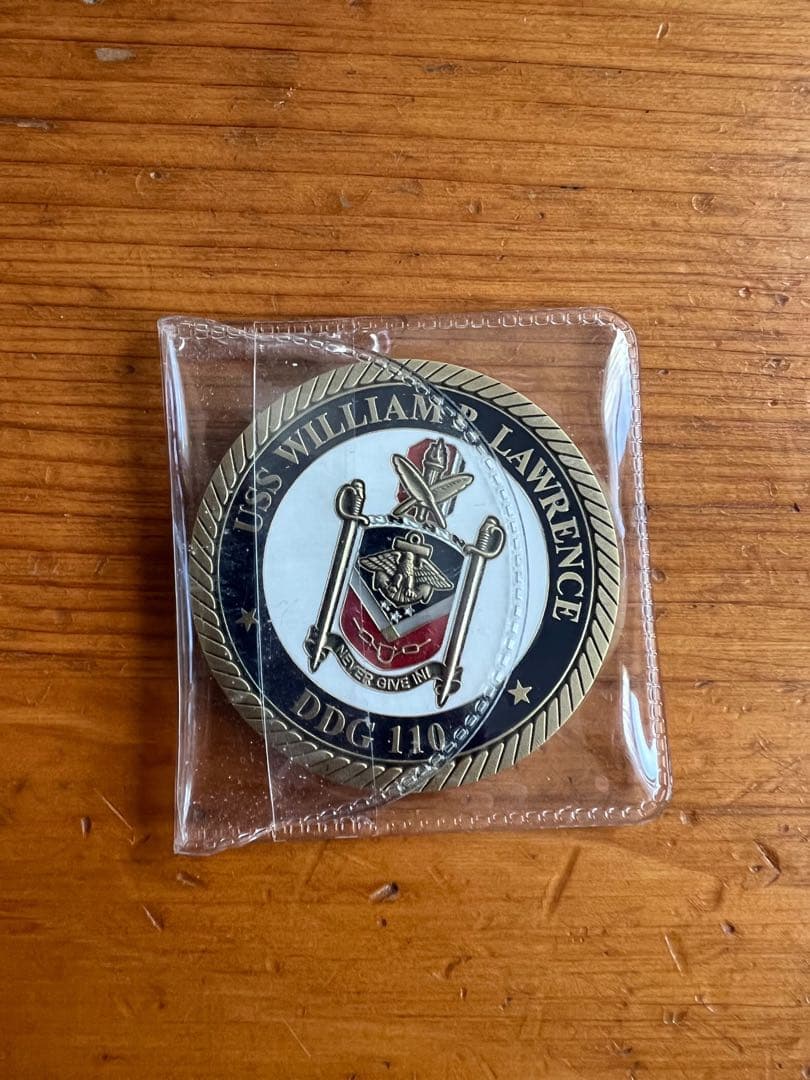 USS WILLIAM P. LAWRENCE
NEVER GIVE IN!
DDG 110